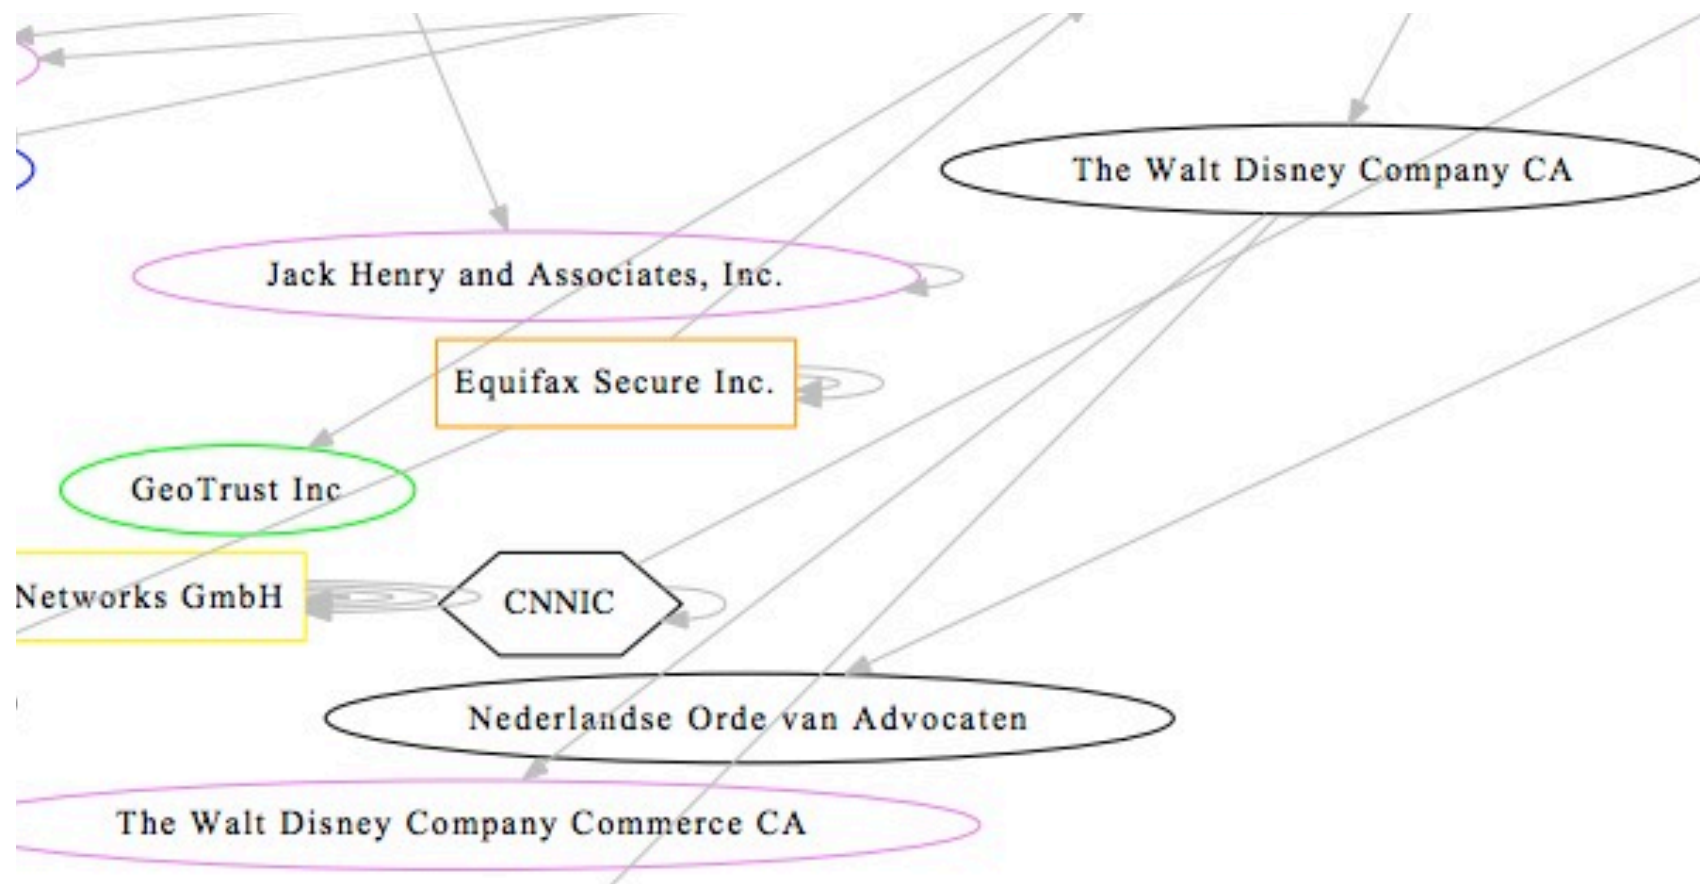 The Walt Disney Company CA
Jack Henry and Associates, Inc.
Equifax Secure Inc.
GeoTrust Inc
Networks GmbH
CNNIC
Nederlandse Orde van Advocaten
The Walt Disney Company Commerce CA